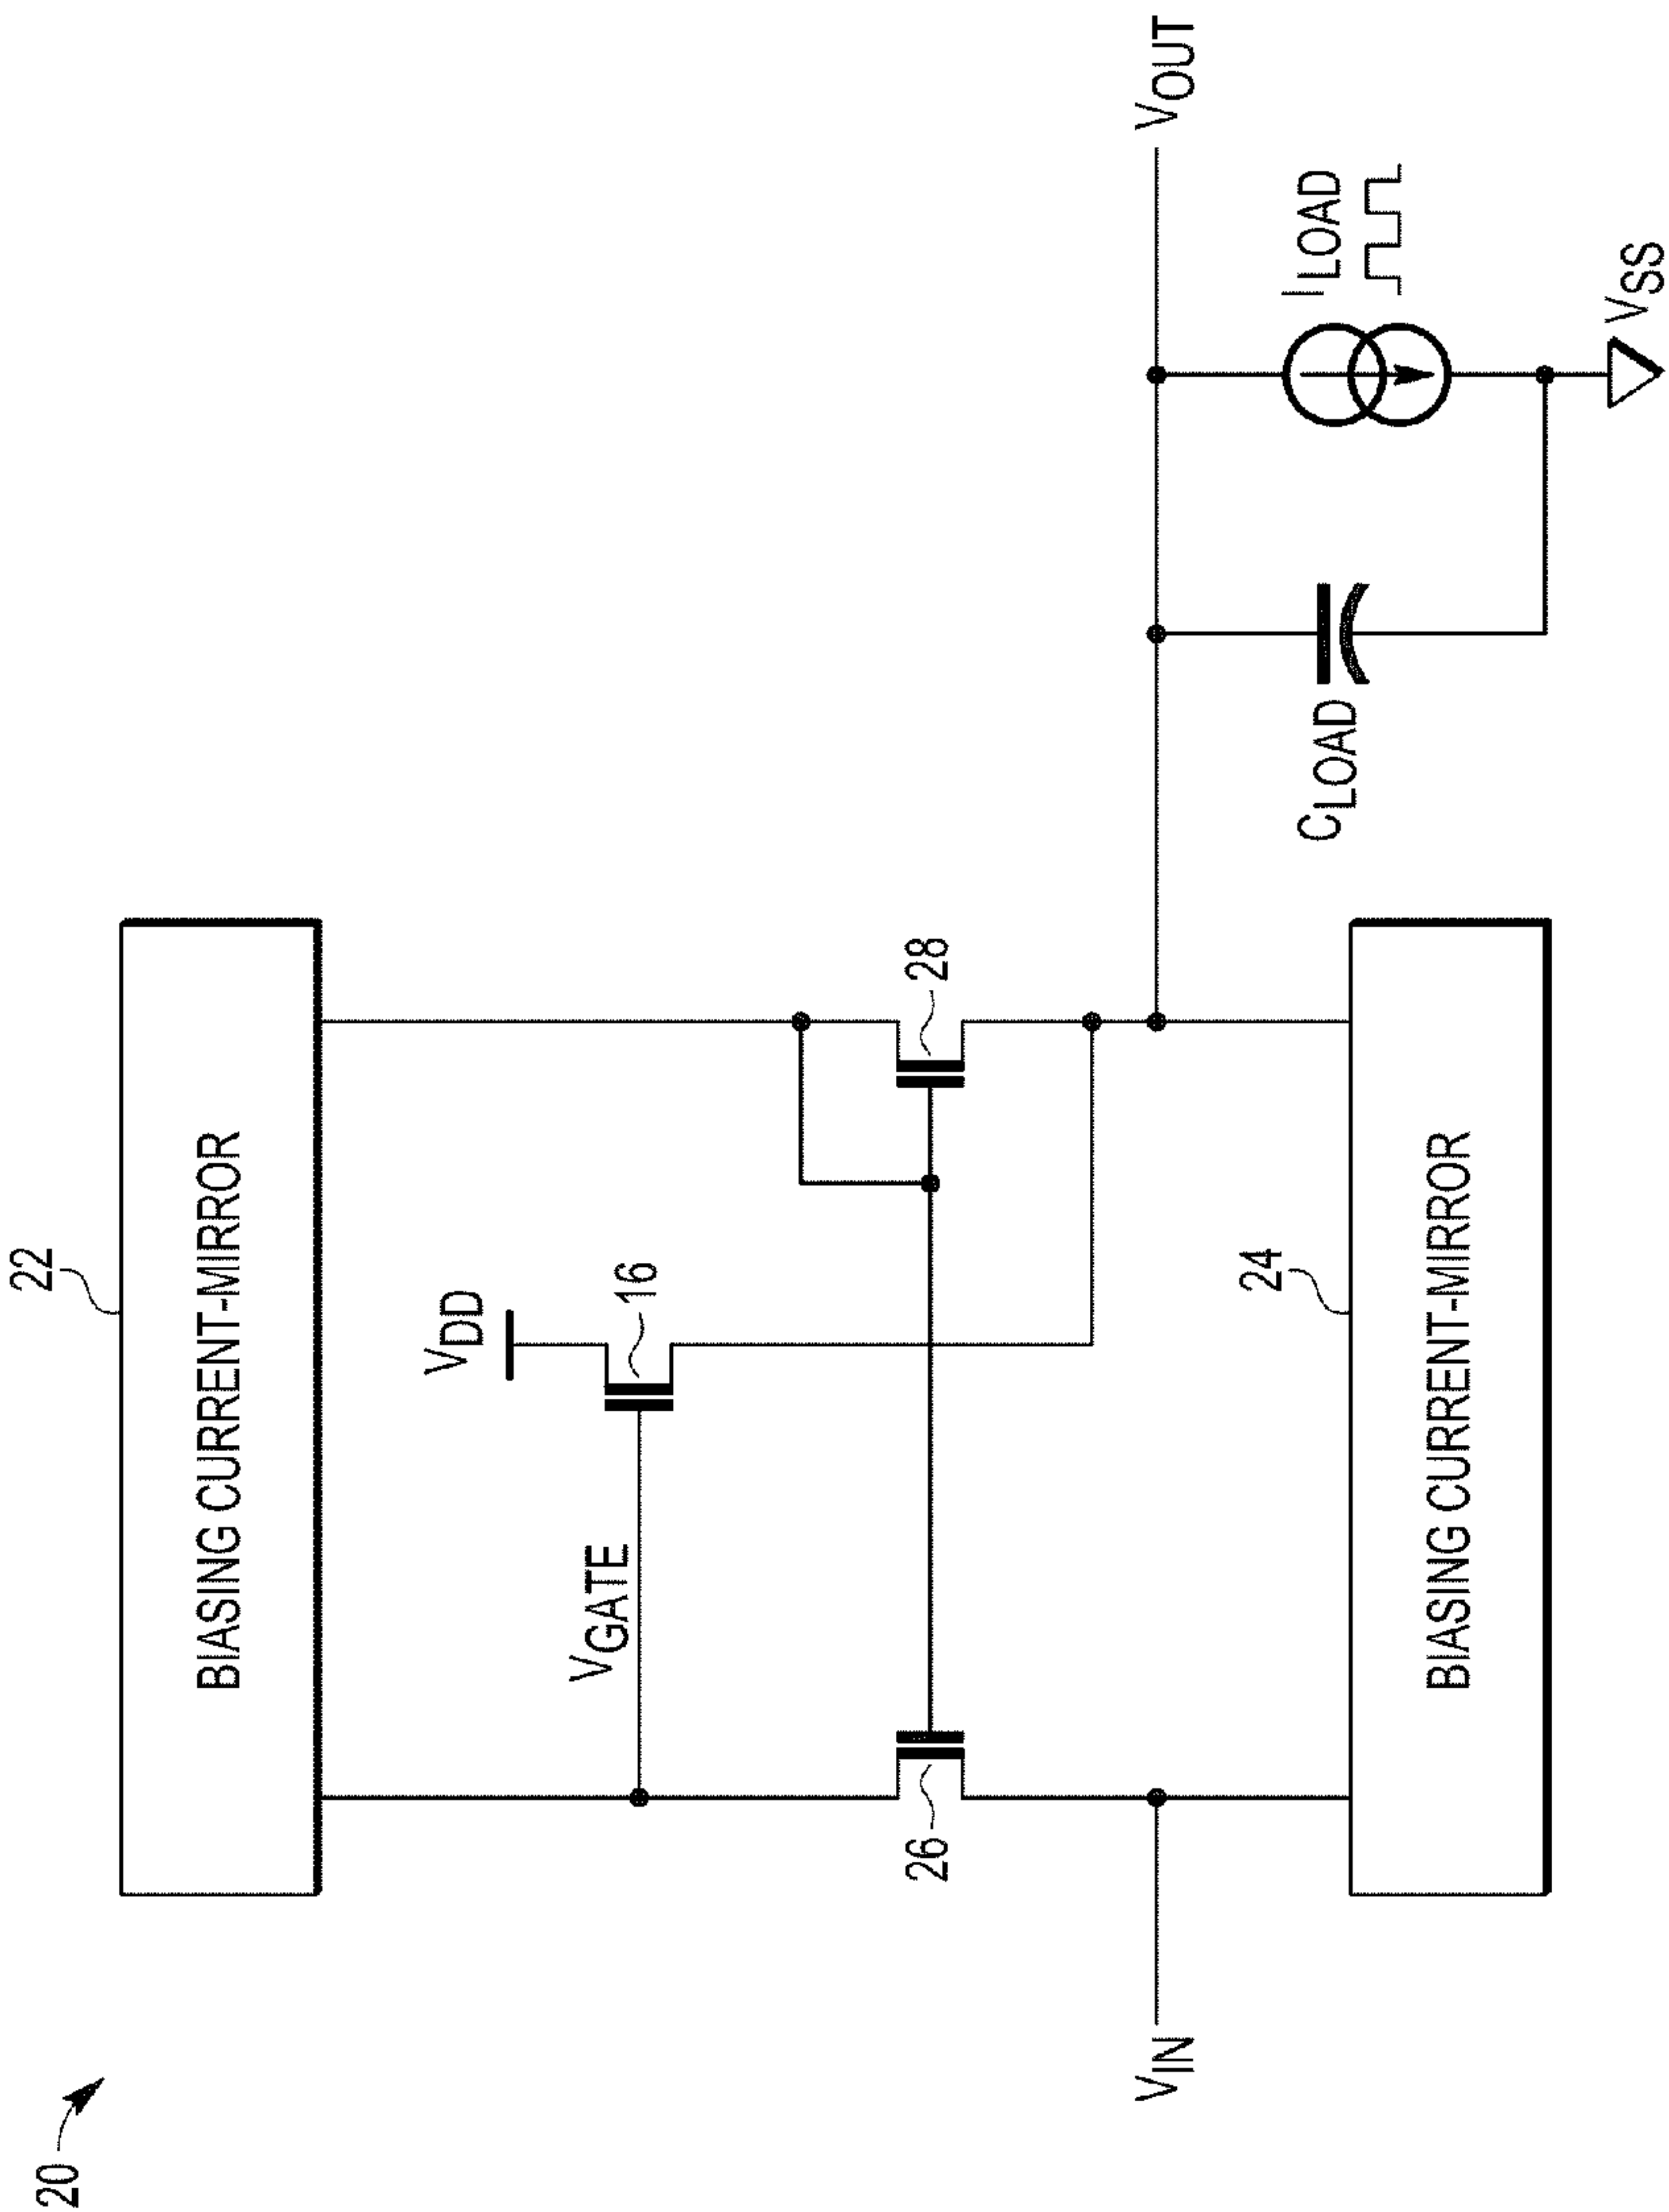 20
22
BIASING CURRENT-MIRROR
VDD
16
VGATE
26
28
VIN
VOUT
24
BIASING CURRENT-MIRROR
CLOAD
ILOAD
VSS